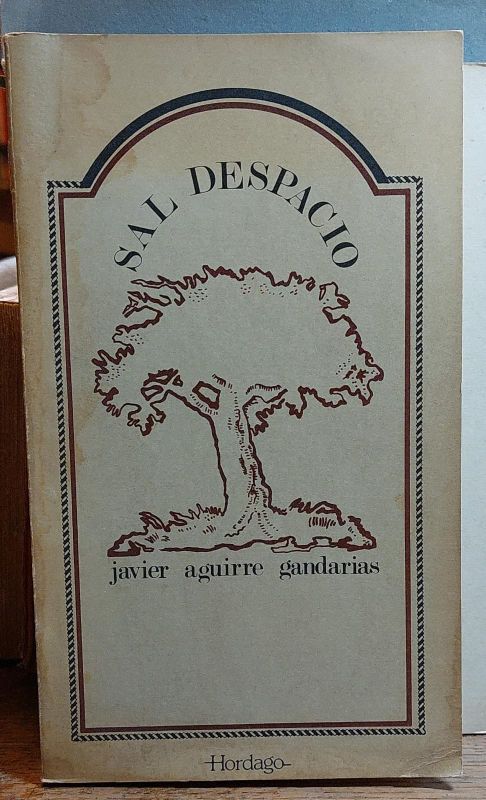 SAL DESPACIO
javier aguirre gandarias
Hordago